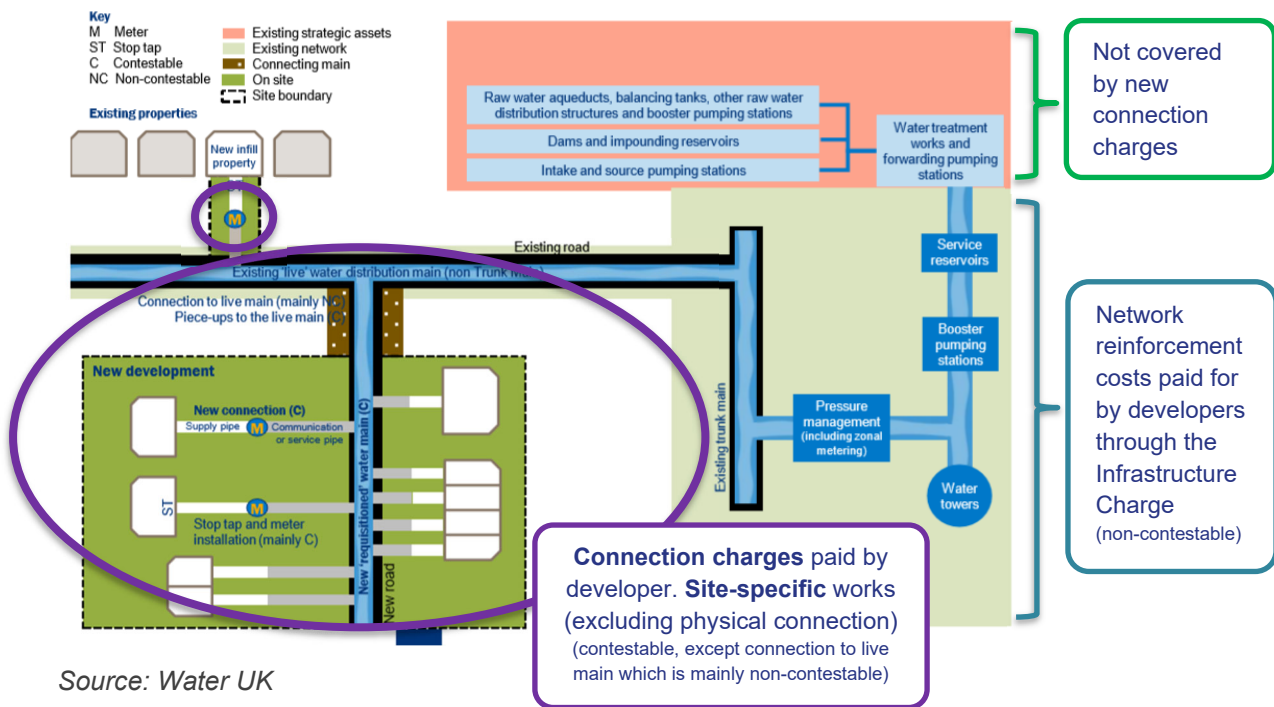 Key
M Meter
ST Stop tap
C Contestable
NC Non-contestable
Existing strategic assets
Existing network
Connecting main
On site
Site boundary
Existing properties
New infill
property
M
Raw water aqueducts, balancing tanks, other raw water
distribution structures and booster pumping stations
Dams and impounding reservoirs
Intake and source pumping stations
Water treatment
works and
forwarding pumping
stations
Not covered
by new
connection
charges
Existing road
Existing 'live' water distribution main (non Trunk Main)
Connection to live main (mainly NC)
Piece-ups to the live main (C)
New development
New connection (C)
Supply pipe
M
Communication
or service pipe
ST
M
Stop tap and meter
installation (mainly C)
New 'requisitioned' water main (C)
New road
Existing trunk main
Service
reservoirs
Booster
pumping
stations
Pressure
management
(including zonal
metering)
Water
towers
Network
reinforcement
costs paid for
by developers
through the
Infrastructure
Charge
(non-contestable)
Connection charges paid by
developer. Site-specific works
(excluding physical connection)
(contestable, except connection to live
main which is mainly non-contestable)
Source: Water UK